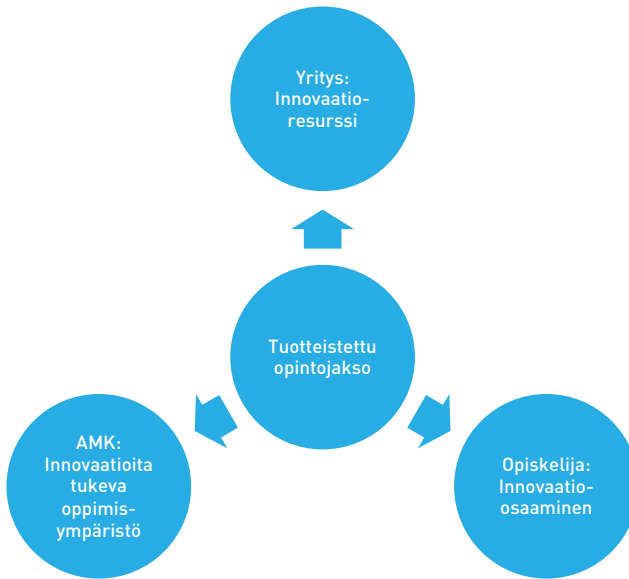 Yritys:
Innovaatio-
resurssi
Tuotteistettu
opintojakso
AMK:
Innovaatioita
tukeva
oppimis-
ympäristö
Opiskelija:
Innovaatio-
osaaminen